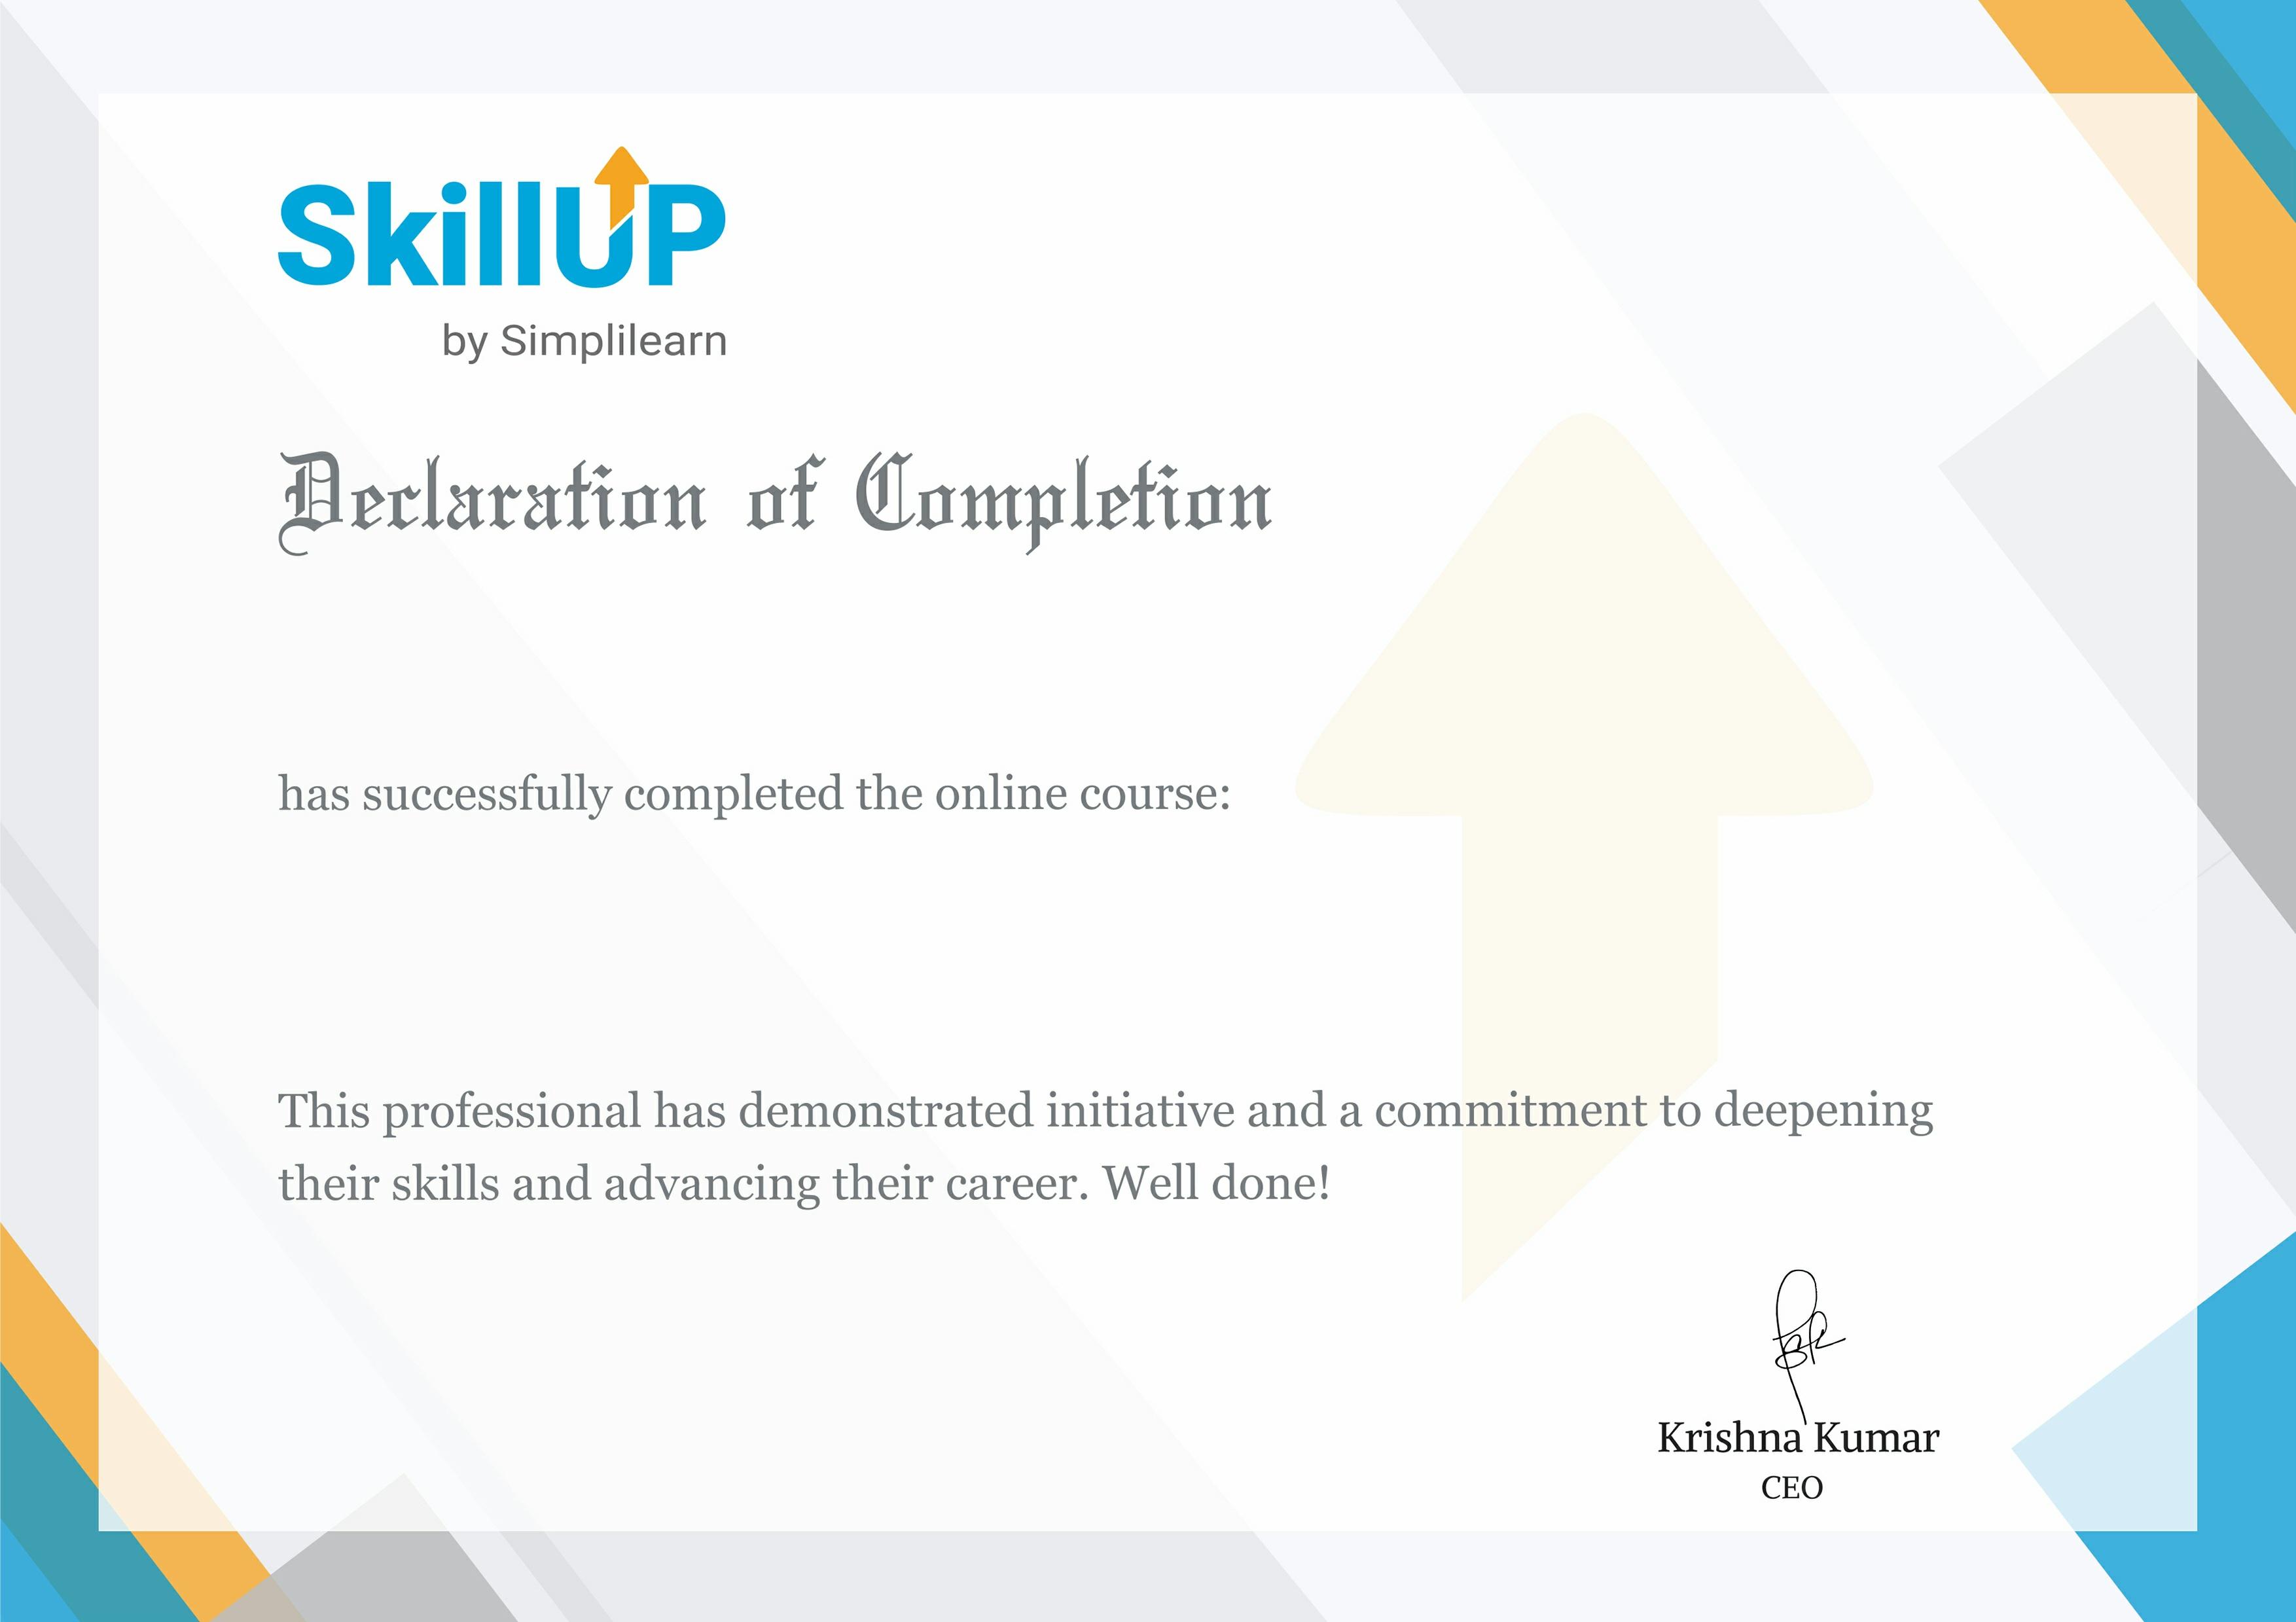 SkillUP
by Simplilearn
Declaration of Completion
has successfully completed the online course:
This professional has demonstrated initiative and a commitment to deepening
their skills and advancing their career. Well done!
Krishna Kumar
CEO